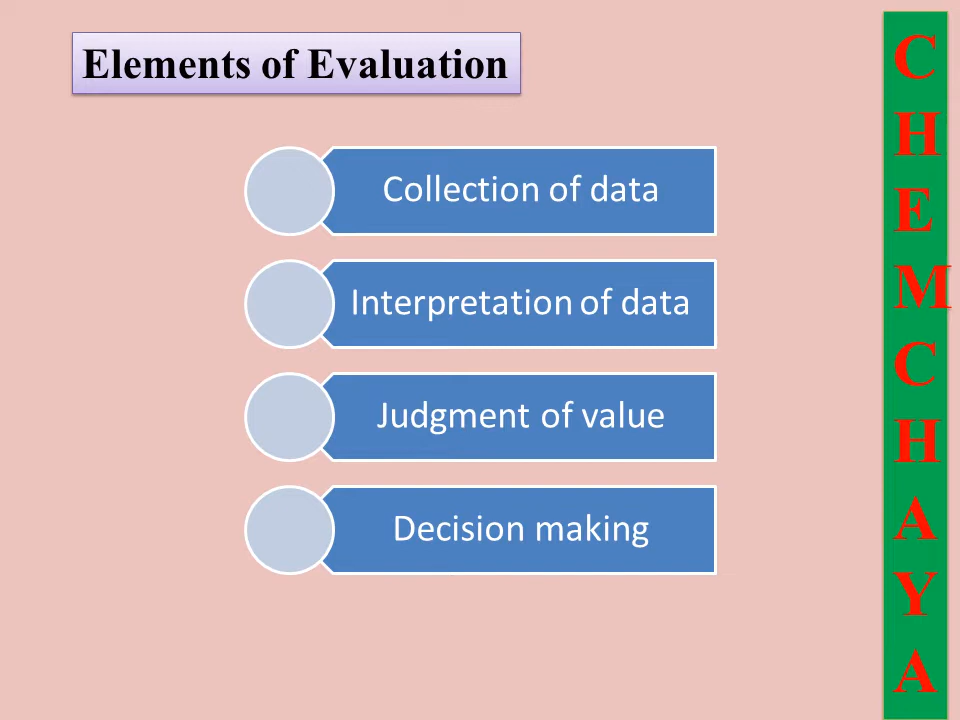 Elements of Evaluation
Collection of data
Interpretation of data
Judgment of value
Decision making
C
H
E
M
C
H
A
Y
A